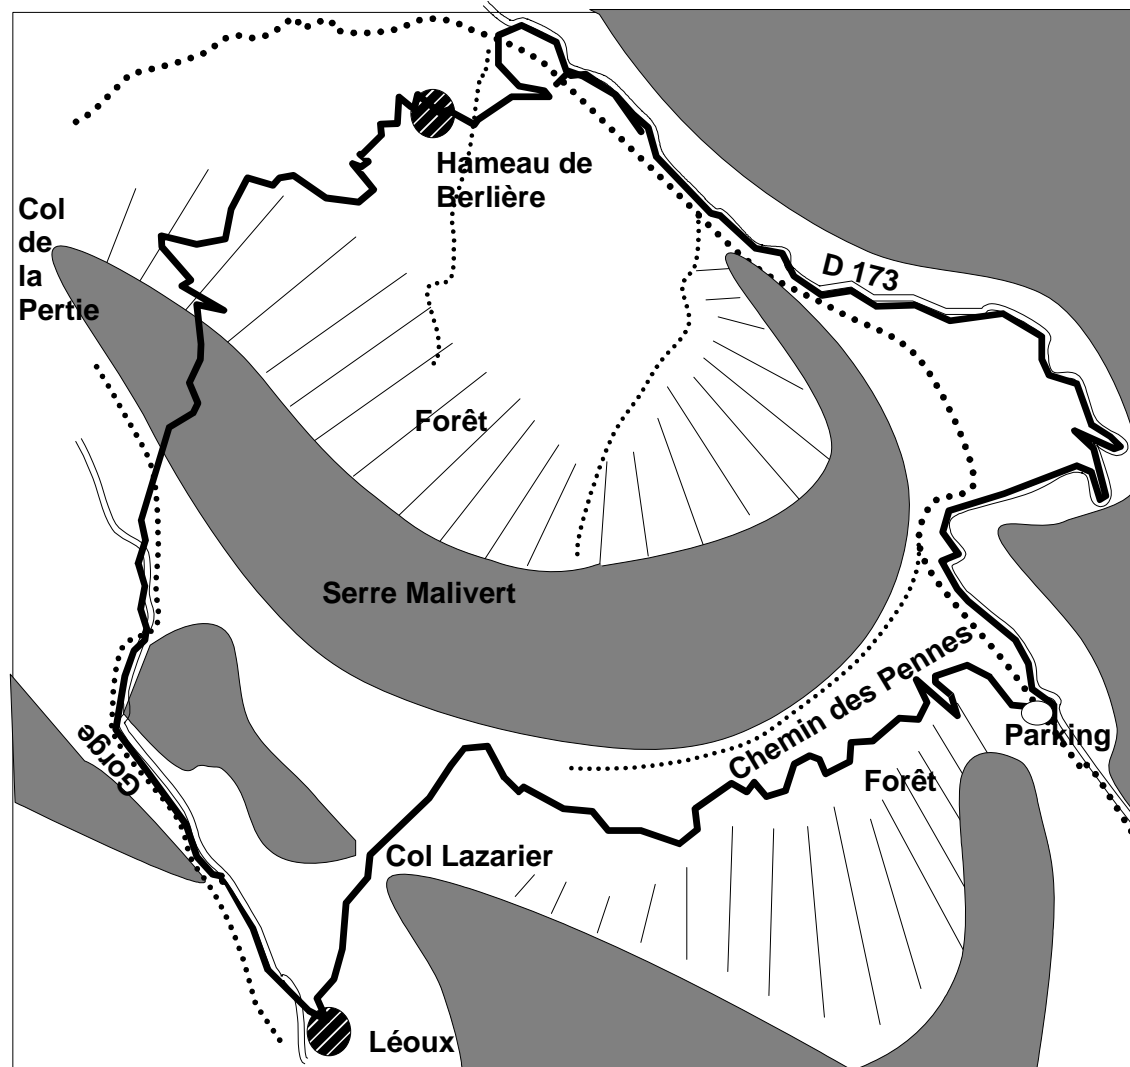 Hameau de
Berlière
Col
de
la
Pertie
D 173
Forêt
Serre Malivert
Chemin des Pennes
Parking
Gorge
Forêt
Col Lazarier
Léoux